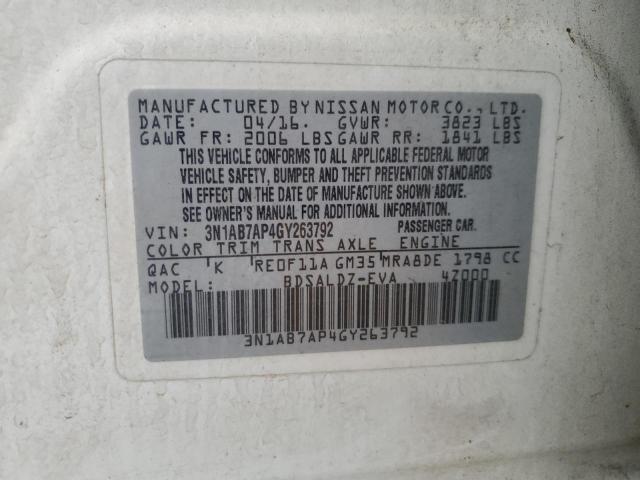 MANUFACTURED BY NISSAN MOTOR CO., LTD.
DATE: 04/16. GVWR: 3823 LBS
GAWR FR: 2006 LBS GAWR RR: 1841 LBS
THIS VEHICLE CONFORMS TO ALL APPLICABLE FEDERAL MOTOR
VEHICLE SAFETY, BUMPER AND THEFT PREVENTION STANDARDS
IN EFFECT ON THE DATE OF MANUFACTURE SHOWN ABOVE.
SEE OWNER'S MANUAL FOR ADDITIONAL INFORMATION.
VIN: 3N1AB7AP4GY263792 PASSENGER CAR.
COLOR TRIM TRANS AXLE ENGINE
QAC K RE0F11A GM35 MRA8DE 1798 CC
MODEL: BDSALDZ-EVA 4Z000
3N1AB7AP4GY263792